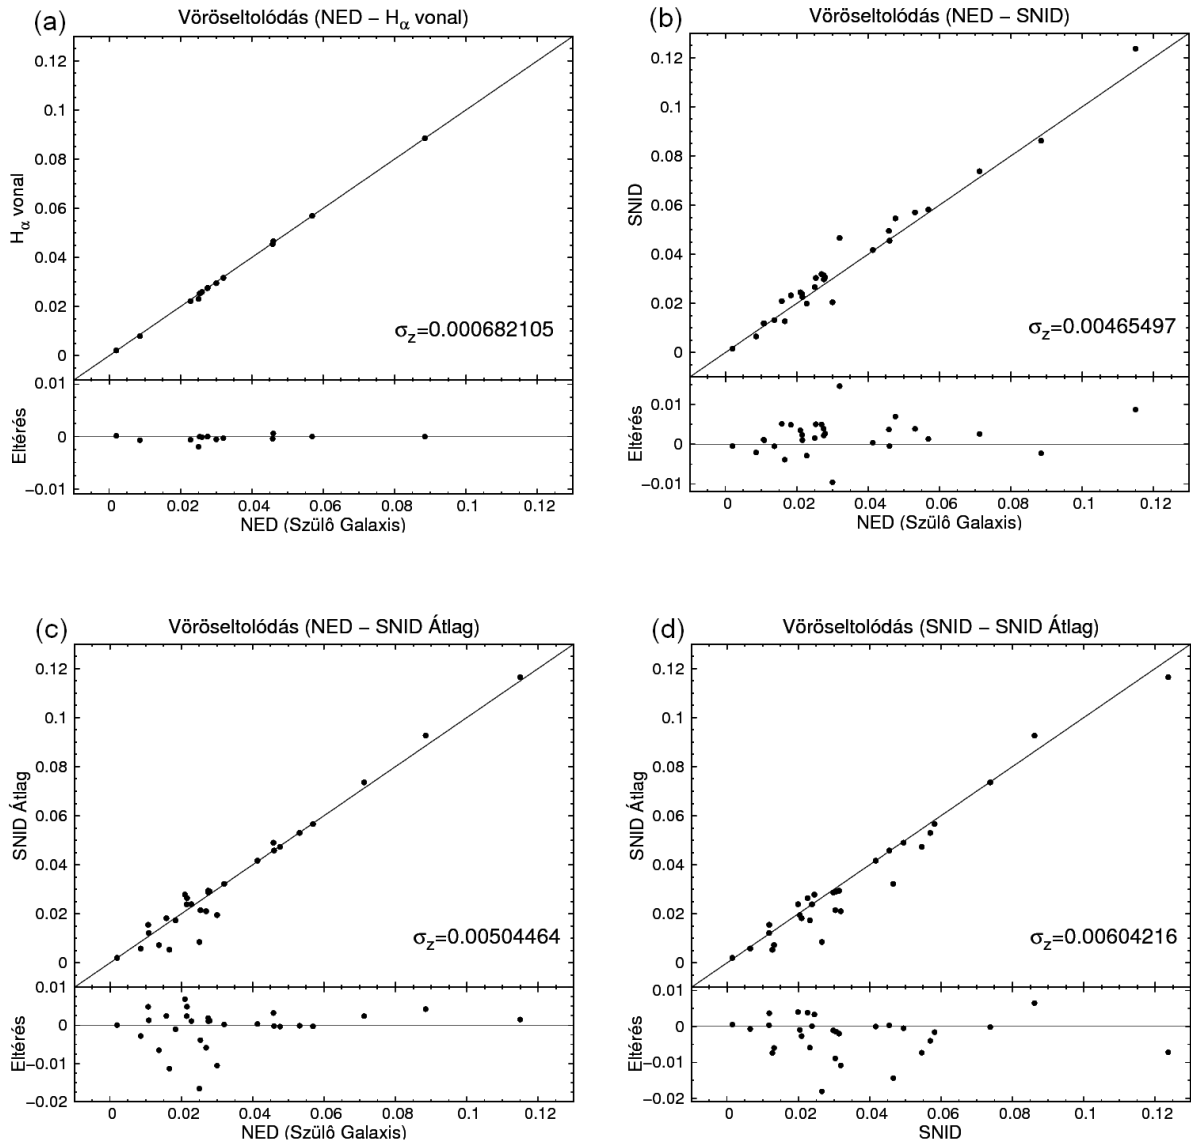 (a) Vöröseltolódás (NED – Hα vonal)
0.12
0.1
0.08
0.06
0.04
0.02
0
Hα vonal
σz=0.000682105
0.01
0
−0.01
Eltérés
0 0.02 0.04 0.06 0.08 0.1 0.12
NED (Szülô Galaxis)
(b) Vöröseltolódás (NED – SNID)
0.12
0.1
0.08
0.06
0.04
0.02
0
SNID
σz=0.00465497
0.01
0
−0.01
Eltérés
0 0.02 0.04 0.06 0.08 0.1 0.12
NED (Szülô Galaxis)
(c) Vöröseltolódás (NED – SNID Átlag)
0.12
0.1
0.08
0.06
0.04
0.02
0
SNID Átlag
σz=0.00504464
0.01
0
−0.01
−0.02
Eltérés
0 0.02 0.04 0.06 0.08 0.1 0.12
NED (Szülô Galaxis)
(d) Vöröseltolódás (SNID – SNID Átlag)
0.12
0.1
0.08
0.06
0.04
0.02
0
SNID Átlag
σz=0.00604216
0.01
0
−0.01
−0.02
Eltérés
0 0.02 0.04 0.06 0.08 0.1 0.12
SNID